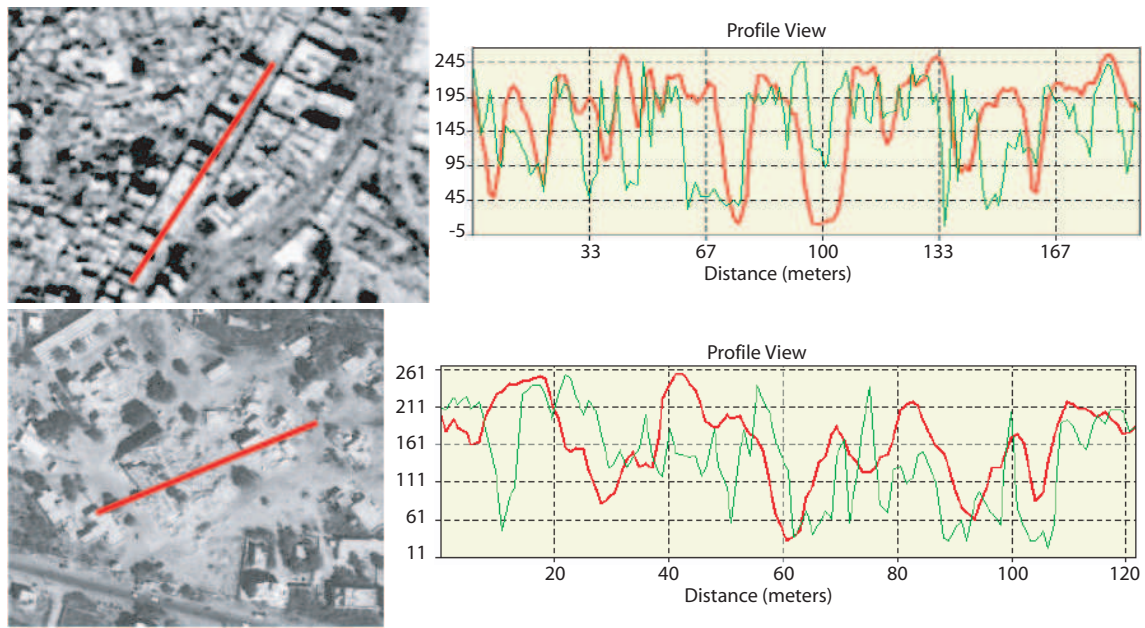 Profile View
245
195
145
95
45
-5
33 67 100 133 167
Distance (meters)
Profile View
261
211
161
111
61
11
20 40 60 80 100 120
Distance (meters)